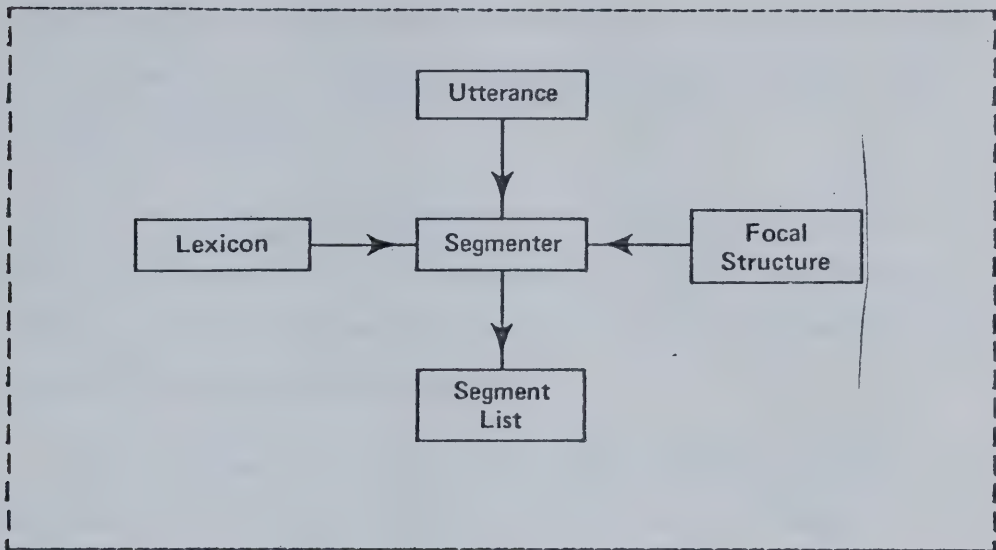 Utterance
Lexicon
Segmenter
Focal
Structure
Segment
List